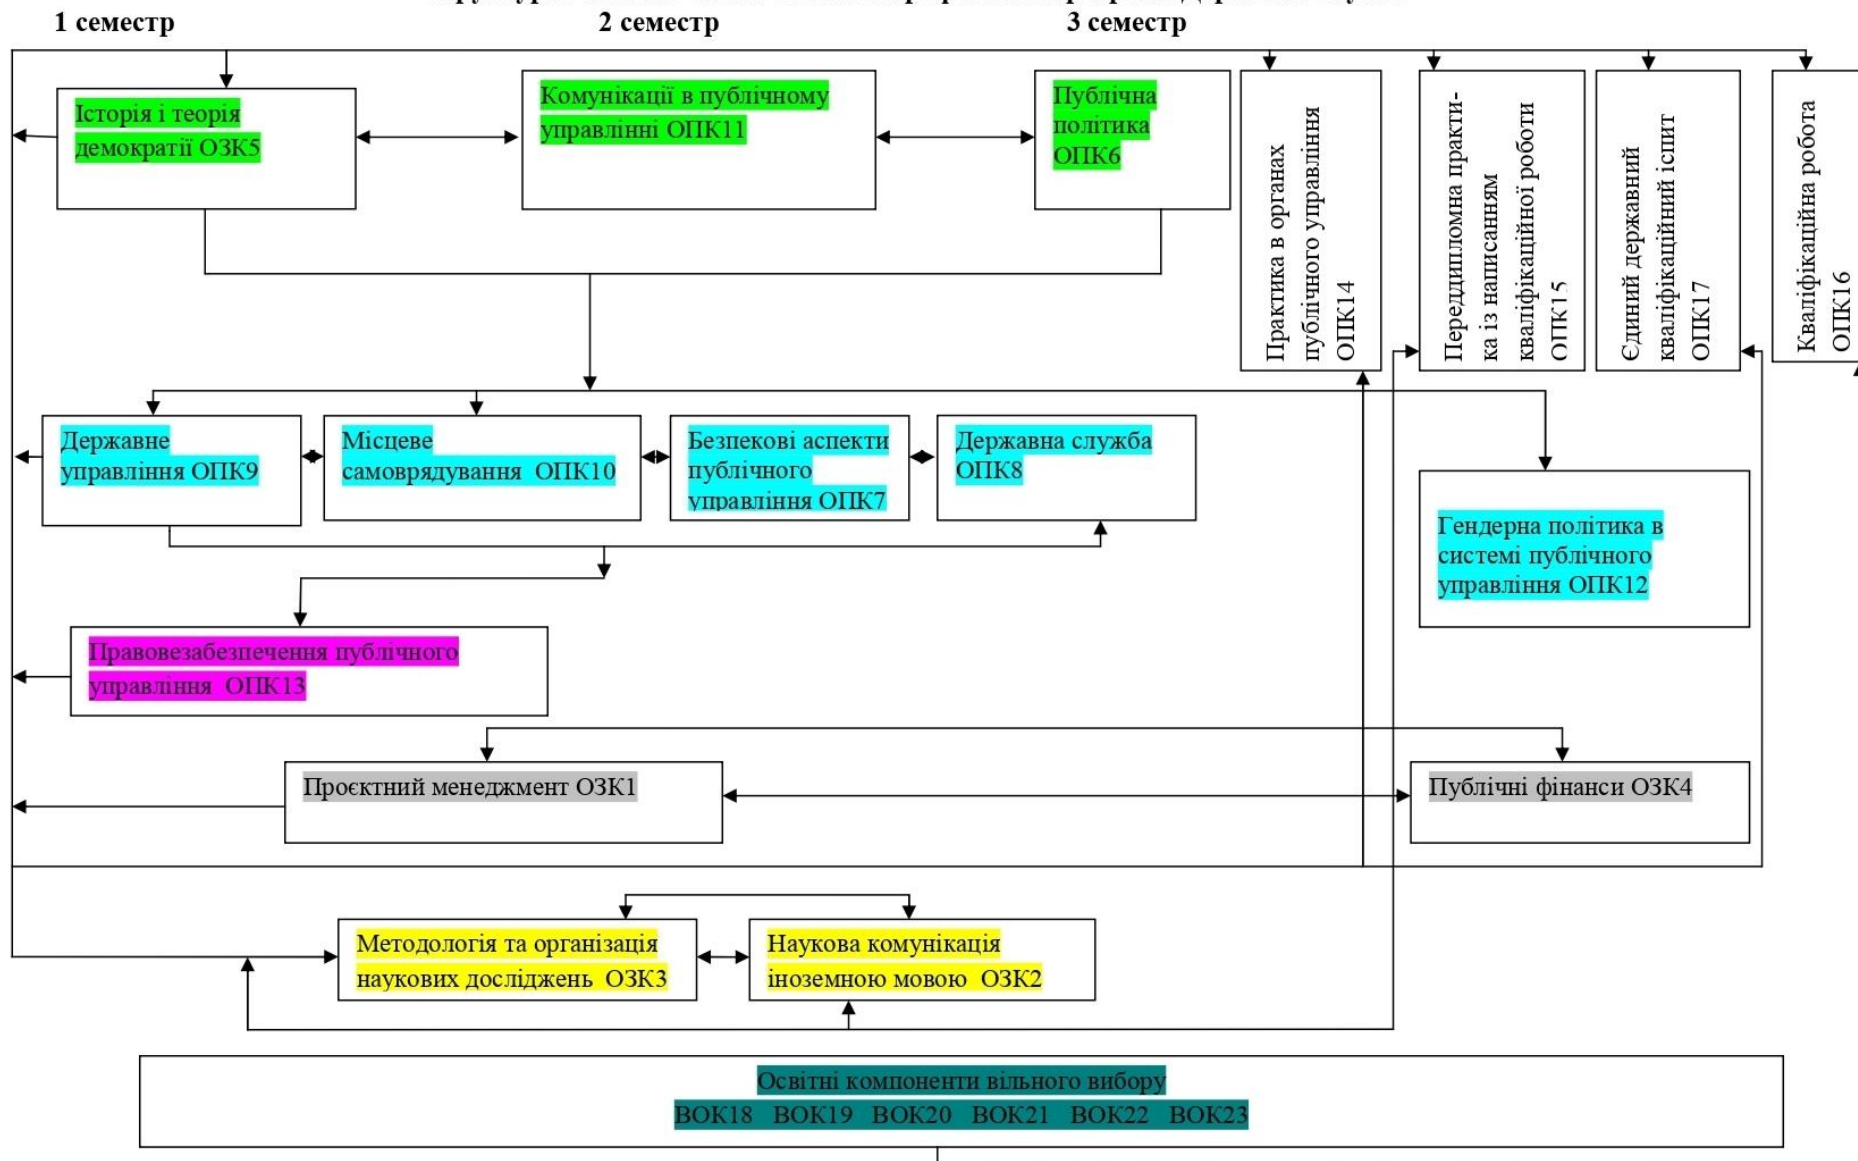 1 семестр
2 семестр
3 семестр
Історія і теорія
демократії ОЗК5
Комунікації в публічному
управлінні ОПК11
Публічна
політика
ОПК6
Практика в органах
публічного управління
ОПК14
Переддипломна практи-
ка із написанням
кваліфікаційної роботи
ОПК15
Єдиний державний
кваліфікаційний іспит
ОПК17
Кваліфікаційна робота
ОПК16
Державне
управління ОПК9
Місцеве
самоврядування ОПК10
Безпекові аспекти
публічного
управління ОПК7
Державна служба
ОПК8
Гендерна політика в
системі публічного
управління ОПК12
Правовезабезпечення публічного
управління ОПК13
Проєктний менеджмент ОЗК1
Публічні фінанси ОЗК4
Методологія та організація
наукових досліджень ОЗК3
Наукова комунікація
іноземною мовою ОЗК2
Освітні компоненти вільного вибору
ВОК18 ВОК19 ВОК20 ВОК21 ВОК22 ВОК23